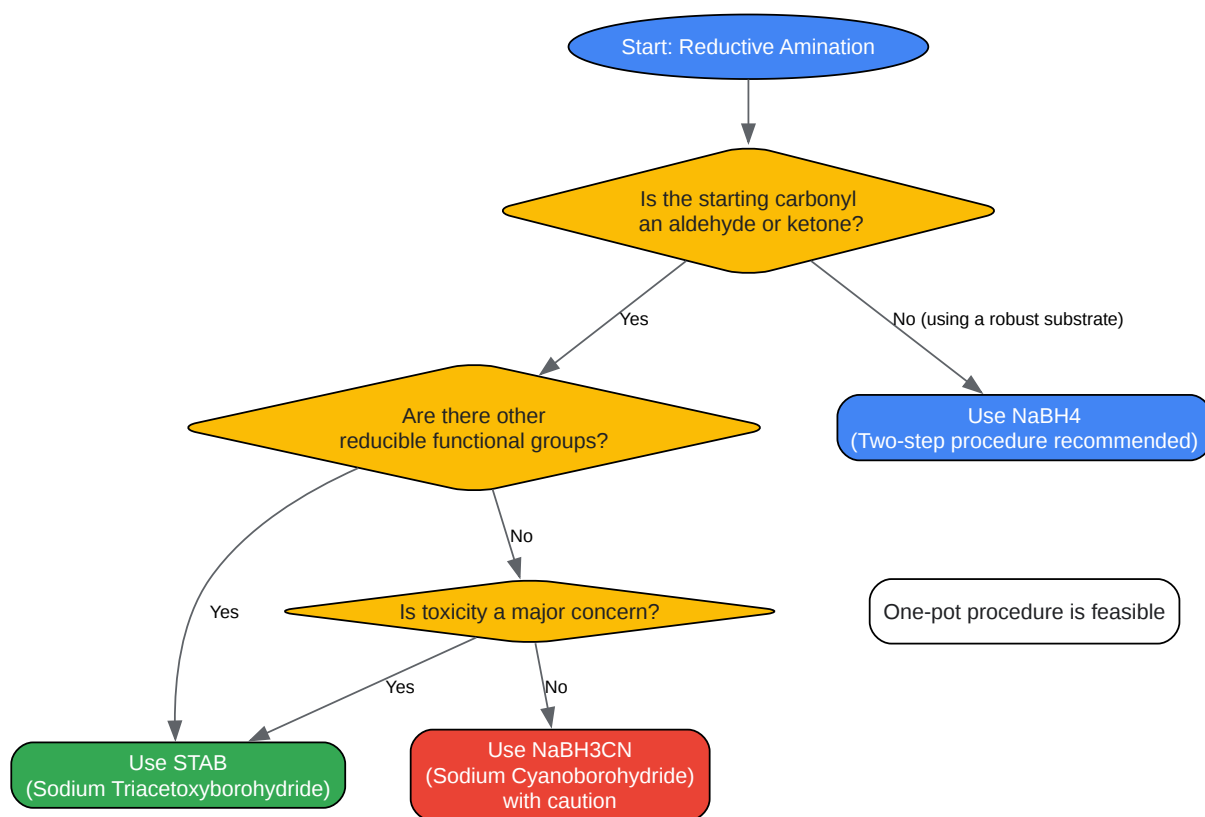 Start: Reductive Amination
Is the starting carbonyl
an aldehyde or ketone?
Yes
No (using a robust substrate)
Are there other
reducible functional groups?
Use NaBH4
(Two-step procedure recommended)
No
Yes
Is toxicity a major concern?
One-pot procedure is feasible
Yes
No
Use STAB
(Sodium Triacetoxyborohydride)
Use NaBH3CN
(Sodium Cyanoborohydride)
with caution